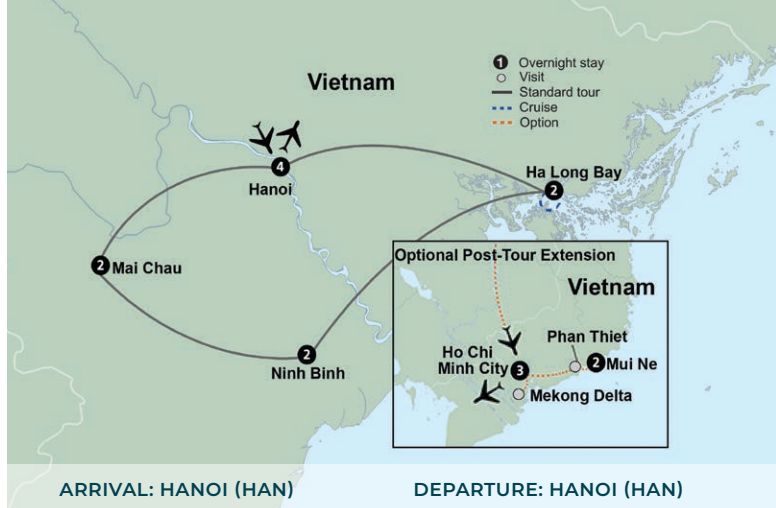 Vietnam
1 Overnight stay
Visit
Standard tour
Cruise
Option
4
Hanoi
Ha Long Bay
2
2 Mai Chau
2
Ninh Binh
Optional Post-Tour Extension
Vietnam
Phan Thiet
Ho Chi
Minh City 3
2 Mui Ne
Mekong Delta
ARRIVAL: HANOI (HAN)
DEPARTURE: HANOI (HAN)